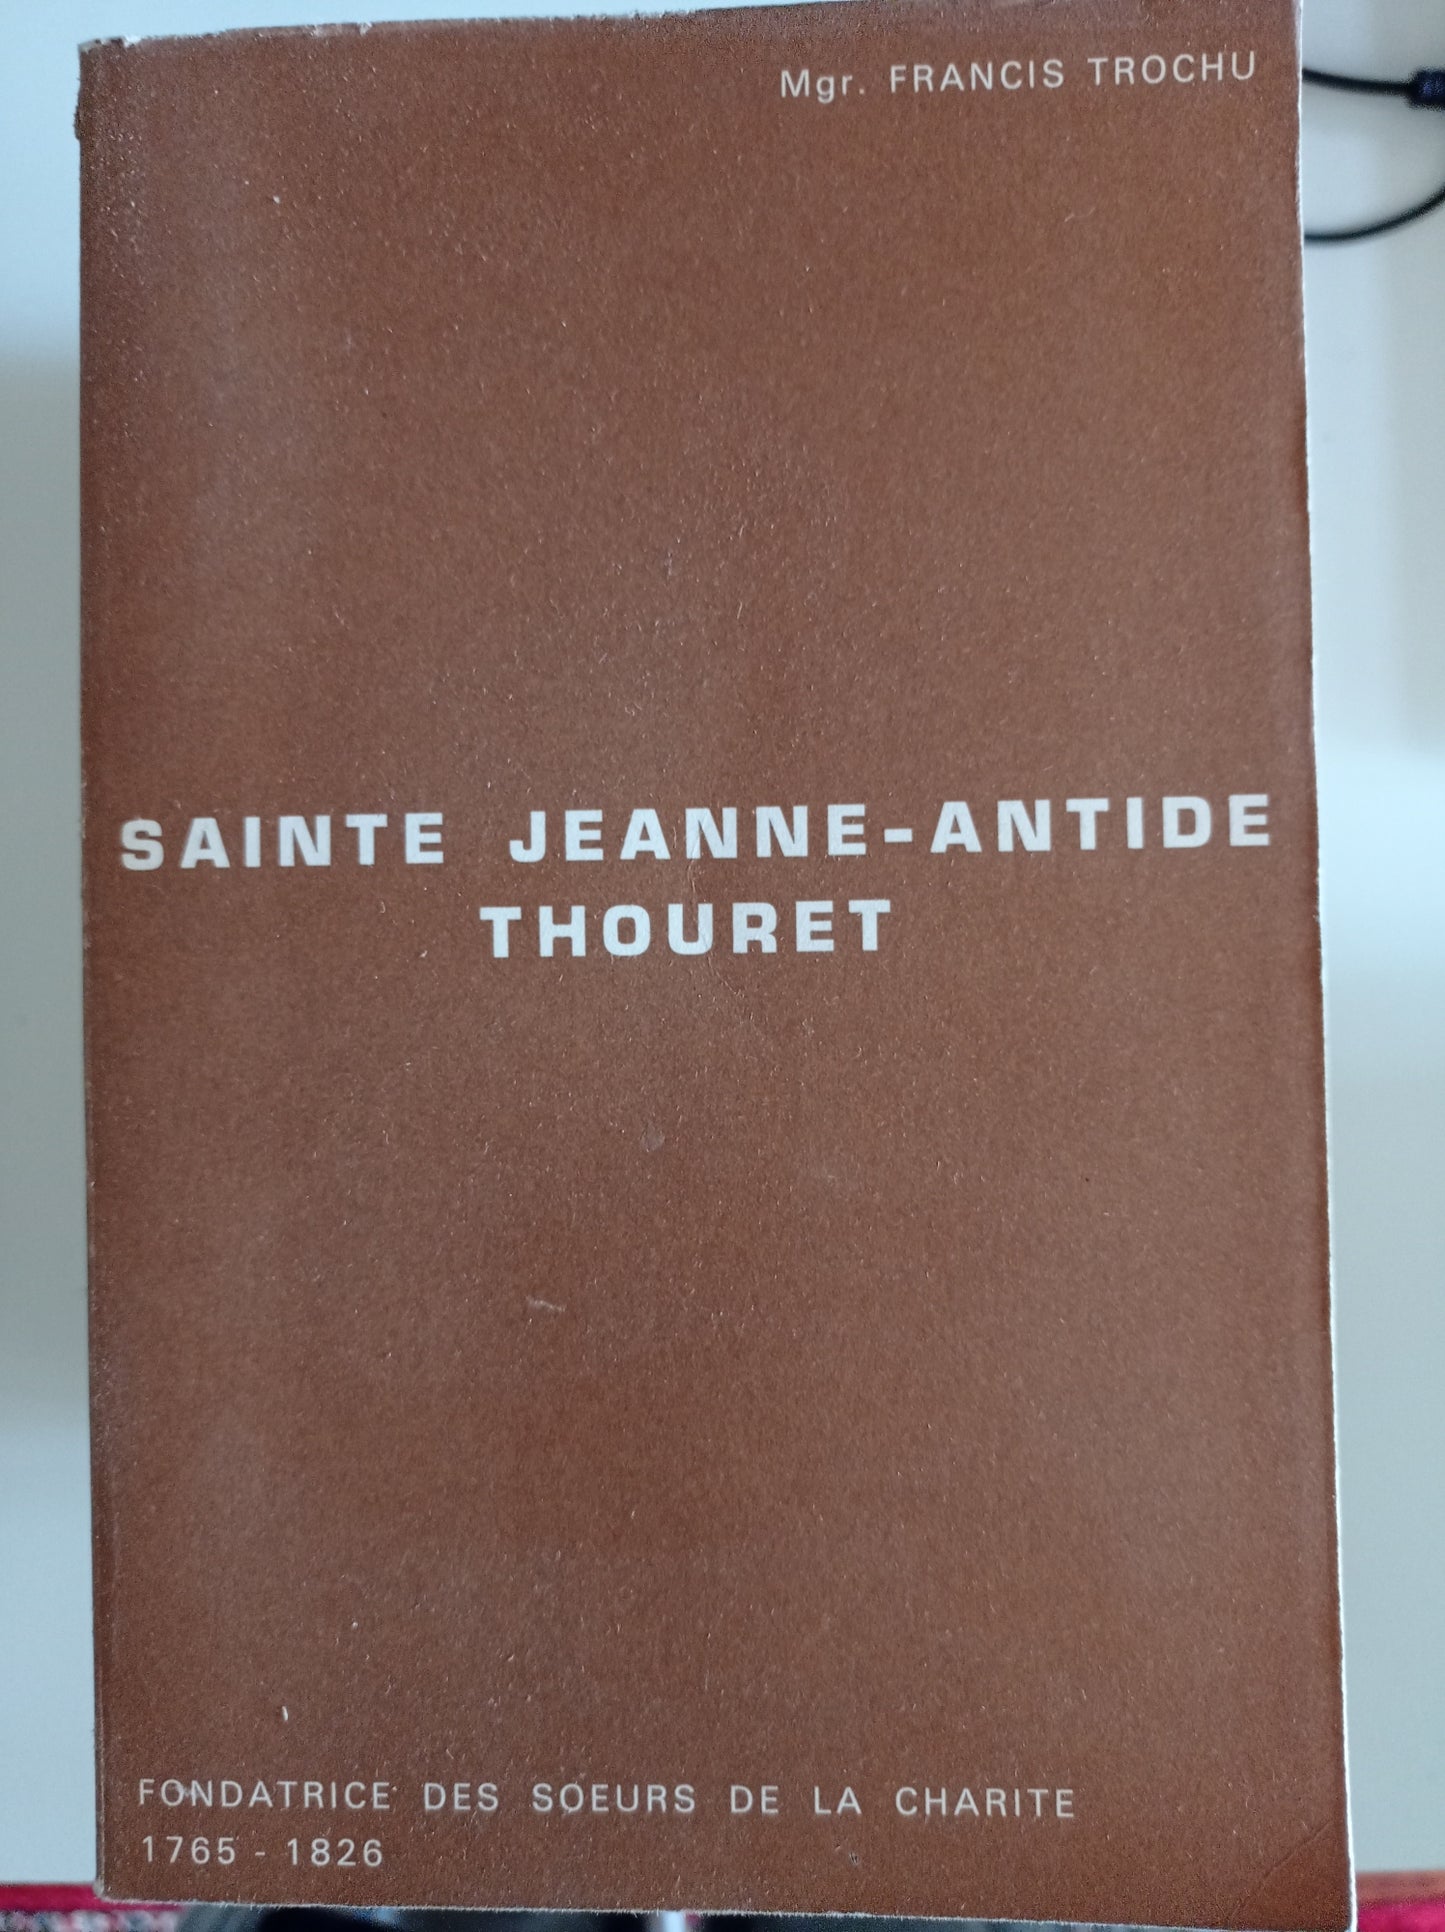 Mgr. FRANCIS TROCHU
SAINTE JEANNE-ANTIDE
THOURET
FONDATRICE DES SOEURS DE LA CHARITE
1765 - 1826